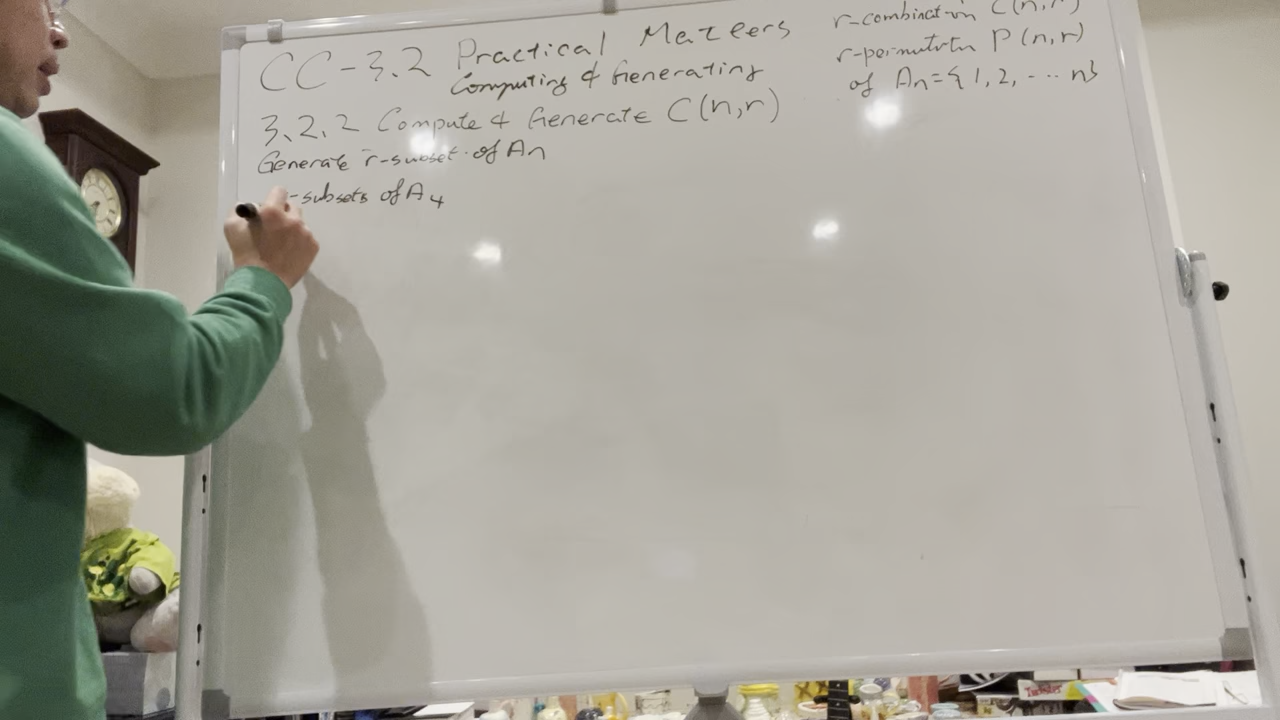 CC-3.2 Practical Matters
Computing & Generating
r-combination C(n,r)
r-permutatn P(n,r)
of An={1,2,...n}
3.2.2 Compute & Generate C(n,r)
Generate r-subset of An
-subsets of A4